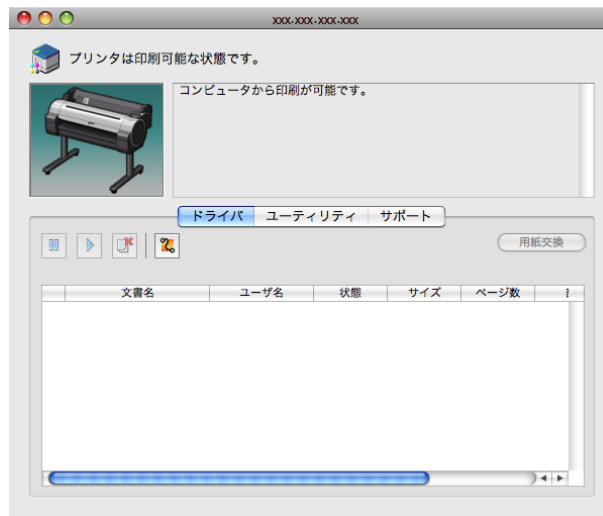 xxx.xxx.xxx.xxx
プリンタは印刷可能な状態です。
コンピュータから印刷が可能です。
ドライバ ユーティリティ サポート
用紙交換
文書名 ユーザ名 状態 サイズ ページ数